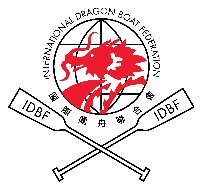 INTERNATIONAL DRAGON BOAT FEDERATION
國際龍舟聯合會
IDBF
IDBF